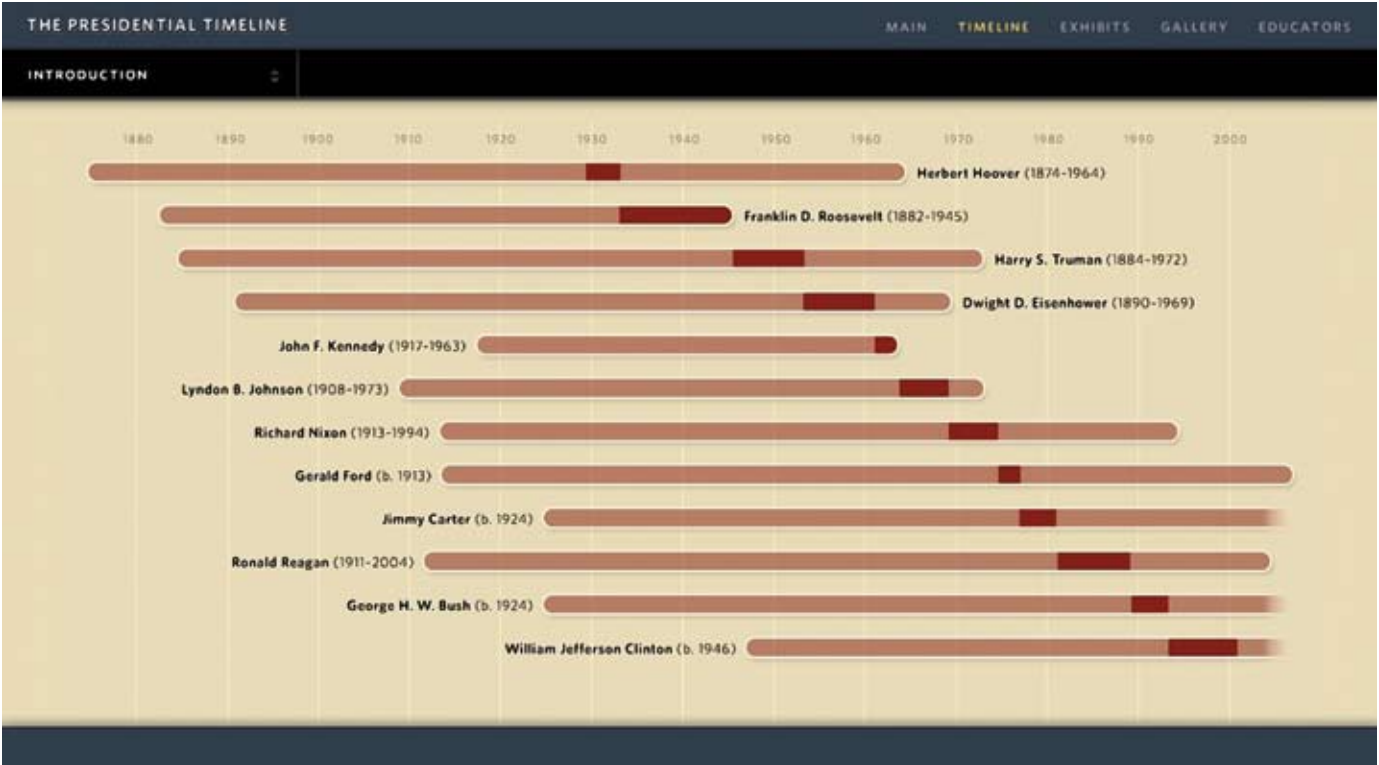 THE PRESIDENTIAL TIMELINE
MAIN TIMELINE EXHIBITS GALLERY EDUCATORS
INTRODUCTION
1880 1890 1900 1910 1920 1930 1940 1950 1960 1970 1980 1990 2000
Herbert Hoover (1874-1964)
Franklin D. Roosevelt (1882-1945)
Harry S. Truman (1884-1972)
Dwight D. Eisenhower (1890-1969)
John F. Kennedy (1917-1963)
Lyndon B. Johnson (1908-1973)
Richard Nixon (1913-1994)
Gerald Ford (b. 1913)
Jimmy Carter (b. 1924)
Ronald Reagan (1911-2004)
George H. W. Bush (b. 1924)
William Jefferson Clinton (b. 1946)